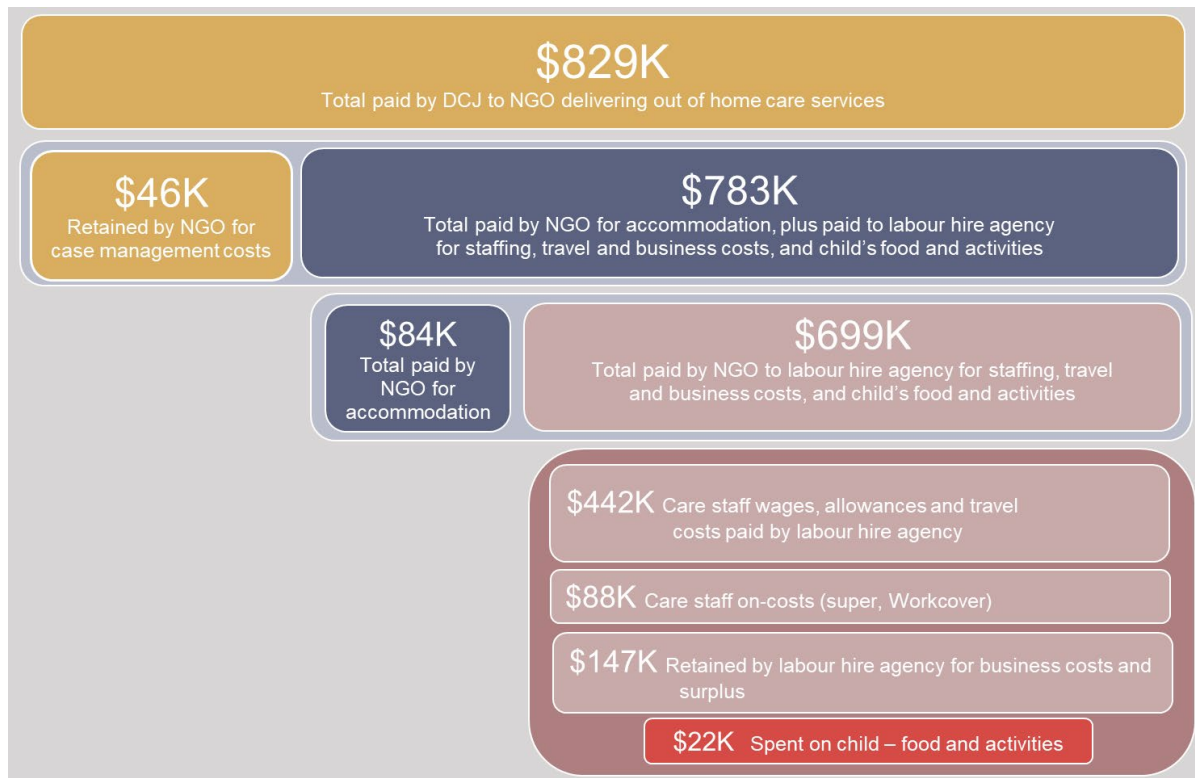 $829K
Total paid by DCJ to NGO delivering out of home care services
$46K
Retained by NGO for
case management costs
$783K
Total paid by NGO for accommodation, plus paid to labour hire agency
for staffing, travel and business costs, and child's food and activities
$84K
Total paid by
NGO for
accommodation
$699K
Total paid by NGO to labour hire agency for staffing, travel
and business costs, and child's food and activities
$442K Care staff wages, allowances and travel
costs paid by labour hire agency
$88K Care staff on-costs (super, Workcover)
$147K Retained by labour hire agency for business costs and
surplus
$22K Spent on child – food and activities